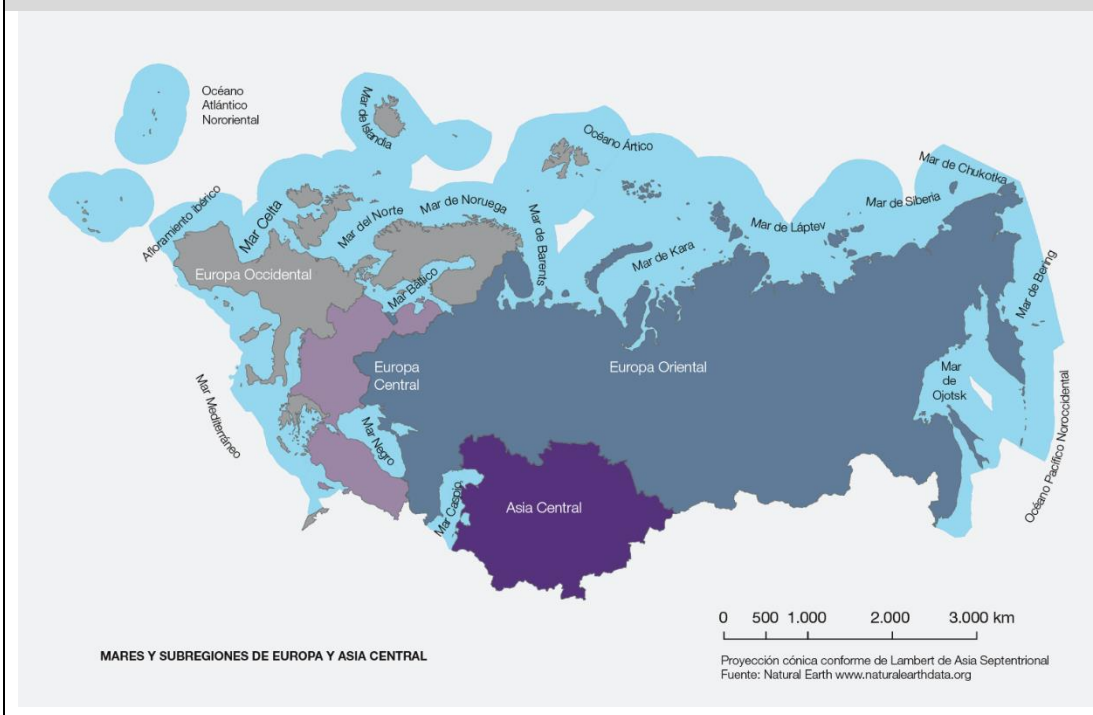 Océano
Atlántico
Nororiental
Mar de Islandia
Océano Ártico
Mar de Chukotka
Afloramiento Ibérico
Mar Celta
Mar del Norte
Mar de Noruega
Mar de Barents
Mar de Kara
Mar de Láptev
Mar de Siberia
Mar de Bering
Europa Occidental
Mar Báltico
Europa
Central
Europa Oriental
Mar
de
Ojotsk
Mar Mediterráneo
Mar Negro
Mar Caspio
Asia Central
Océano Pacífico Noroccidental
0 500 1.000 2.000 3.000 km
MARES Y SUBREGIONES DE EUROPA Y ASIA CENTRAL
Proyección cónica conforme de Lambert de Asia Septentrional
Fuente: Natural Earth www.naturalearthdata.org